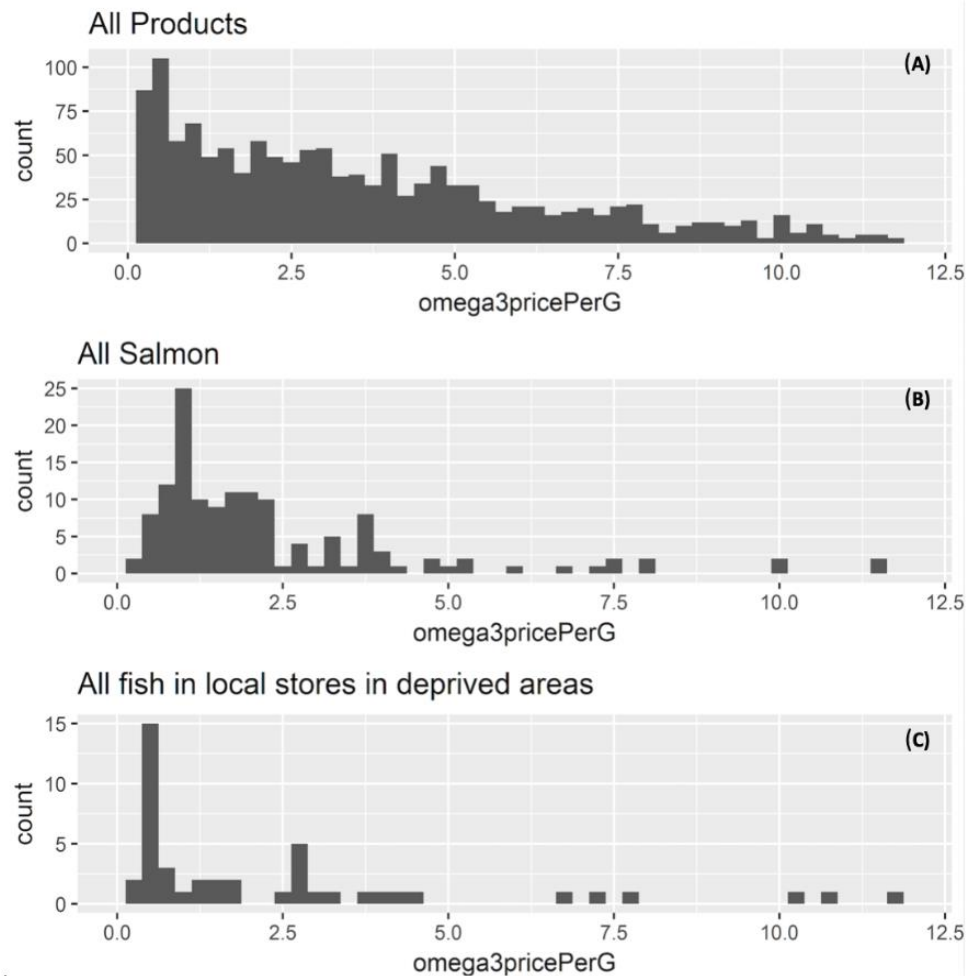 All Products
(A)
100
75
50
25
0
count
0.0 2.5 5.0 7.5 10.0 12.5
omega3pricePerG
All Salmon
(B)
25
20
15
10
5
0
count
0.0 2.5 5.0 7.5 10.0 12.5
omega3pricePerG
All fish in local stores in deprived areas
(C)
15
10
5
0
count
0.0 2.5 5.0 7.5 10.0 12.5
omega3pricePerG